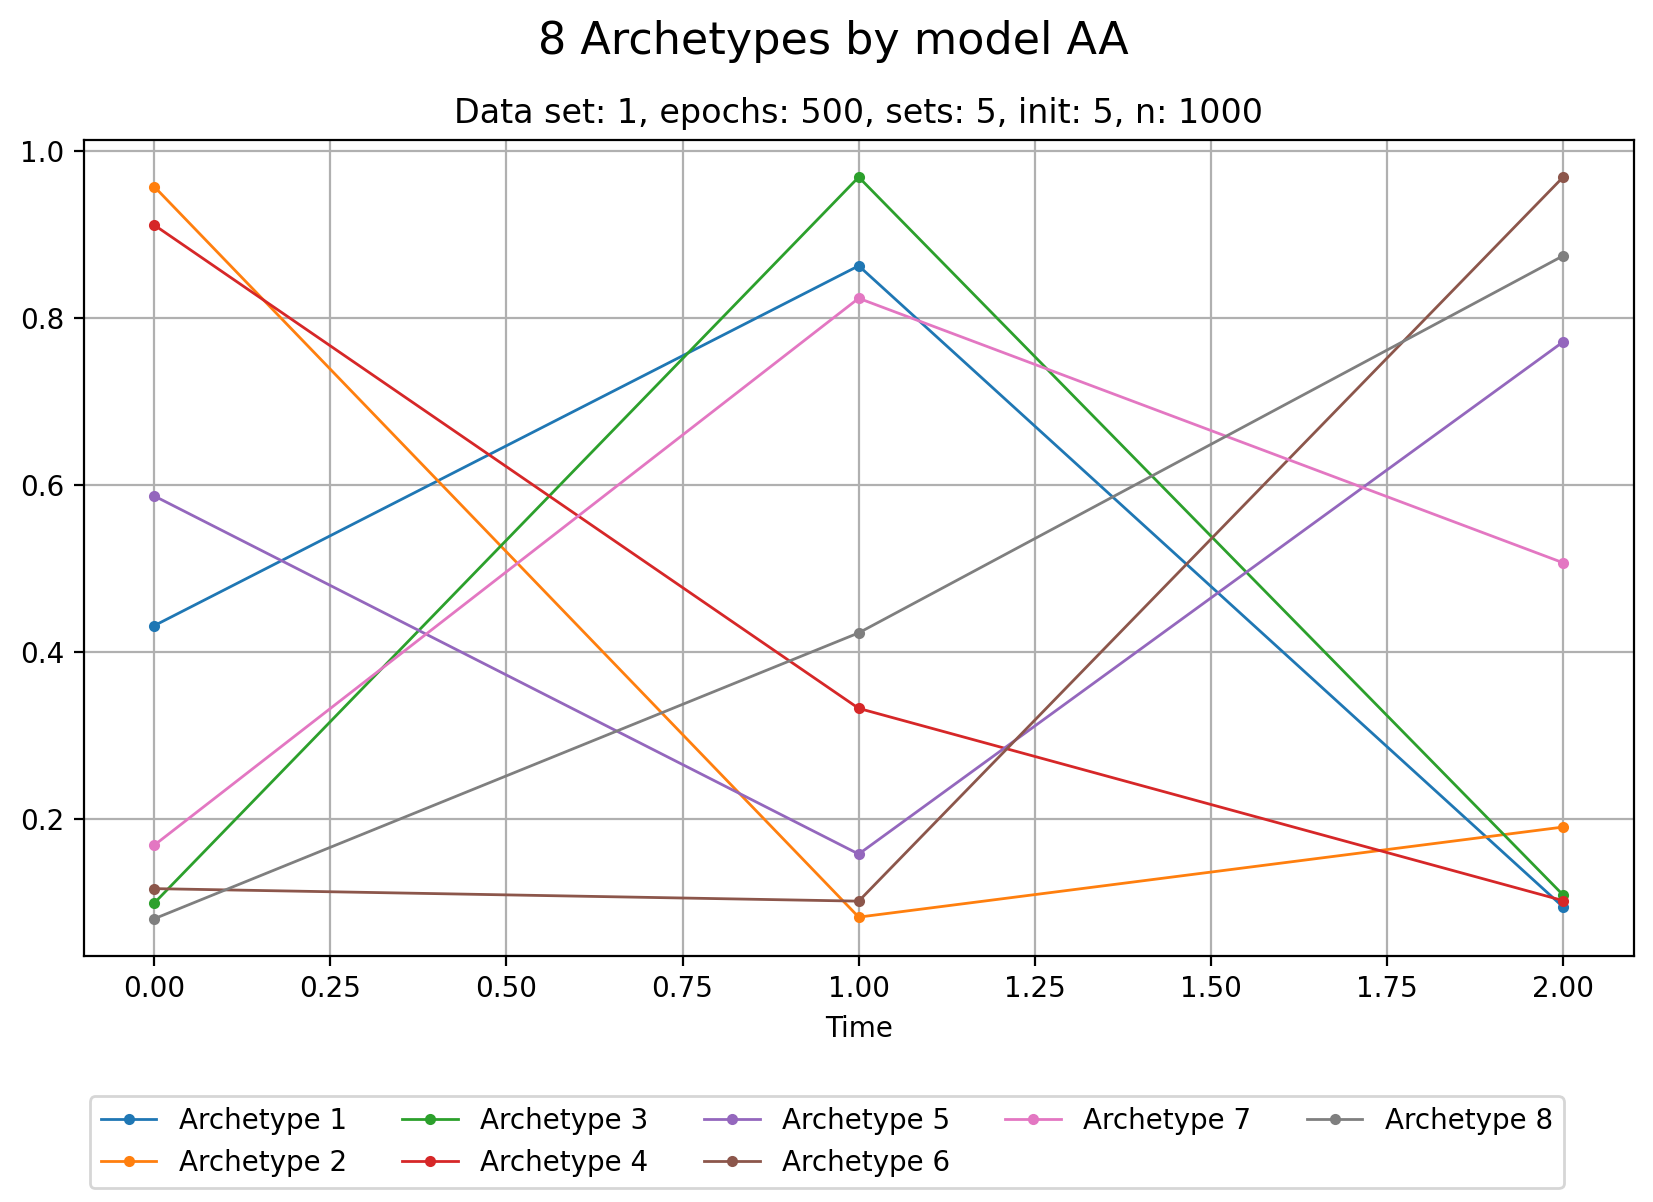 8 Archetypes by model AA
Data set: 1, epochs: 500, sets: 5, init: 5, n: 1000
1.0
0.8
0.6
0.4
0.2
0.00 0.25 0.50 0.75 1.00 1.25 1.50 1.75 2.00
Time
Archetype 1 Archetype 3 Archetype 5 Archetype 7 Archetype 8
Archetype 2 Archetype 4 Archetype 6